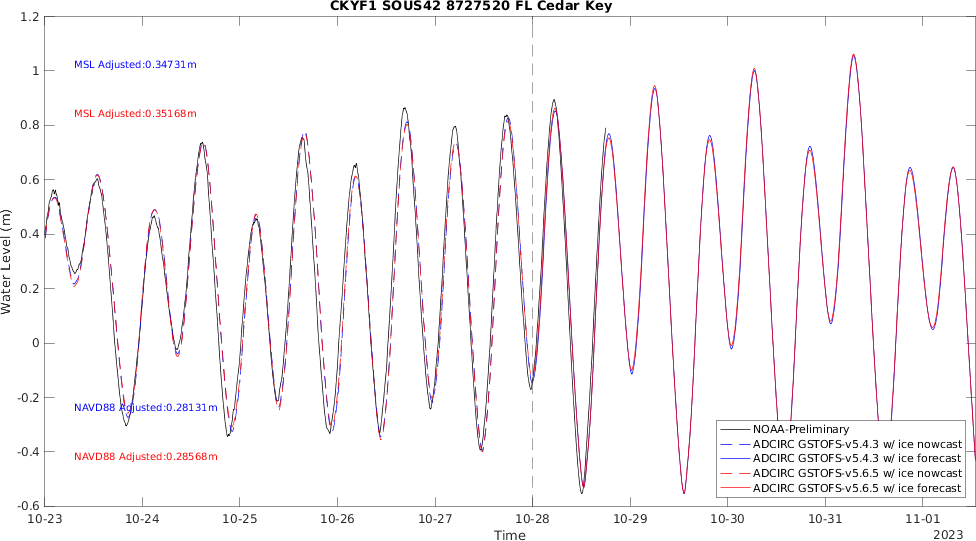 CKYF1 SOUS42 8727520 FL Cedar Key
1.2
1
0.8
0.6
0.4
0.2
0
-0.2
-0.4
-0.6
Water Level (m)
MSL Adjusted:0.34731m
MSL Adjusted:0.35168m
NAVD88 Adjusted:0.28131m
NAVD88 Adjusted:0.28568m
NOAA-Preliminary
ADCIRC GSTOFS-v5.4.3 w/ ice nowcast
ADCIRC GSTOFS-v5.4.3 w/ ice forecast
ADCIRC GSTOFS-v5.6.5 w/ ice nowcast
ADCIRC GSTOFS-v5.6.5 w/ ice forecast
10-23 10-24 10-25 10-26 10-27 10-28 10-29 10-30 10-31 11-01
Time
2023